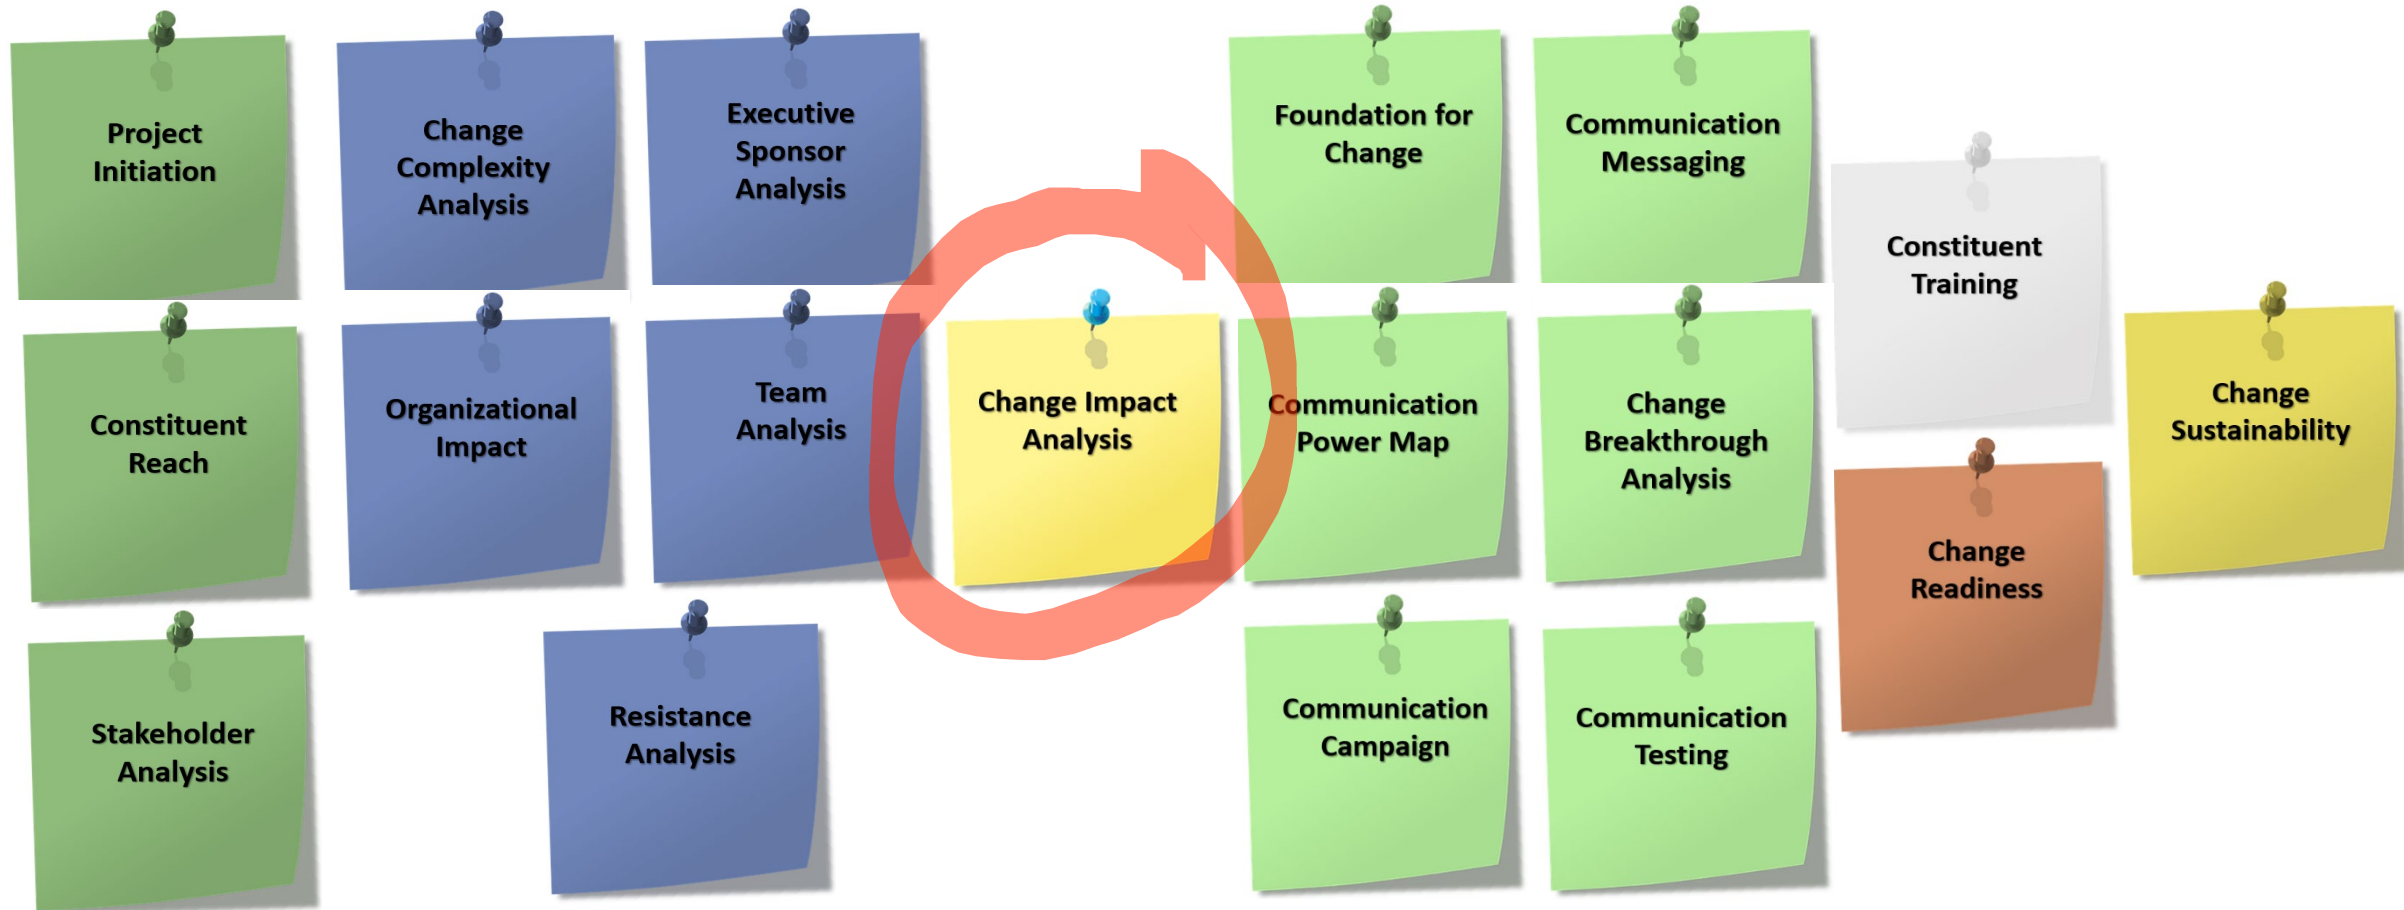 Project
Initiation
Constituent
Reach
Stakeholder
Analysis
Change
Complexity
Analysis
Organizational
Impact
Executive
Sponsor
Analysis
Team
Analysis
Resistance
Analysis
Change Impact
Analysis
Foundation for
Change
Communication
Power Map
Communication
Campaign
Communication
Messaging
Change
Breakthrough
Analysis
Communication
Testing
Constituent
Training
Change
Readiness
Change
Sustainability